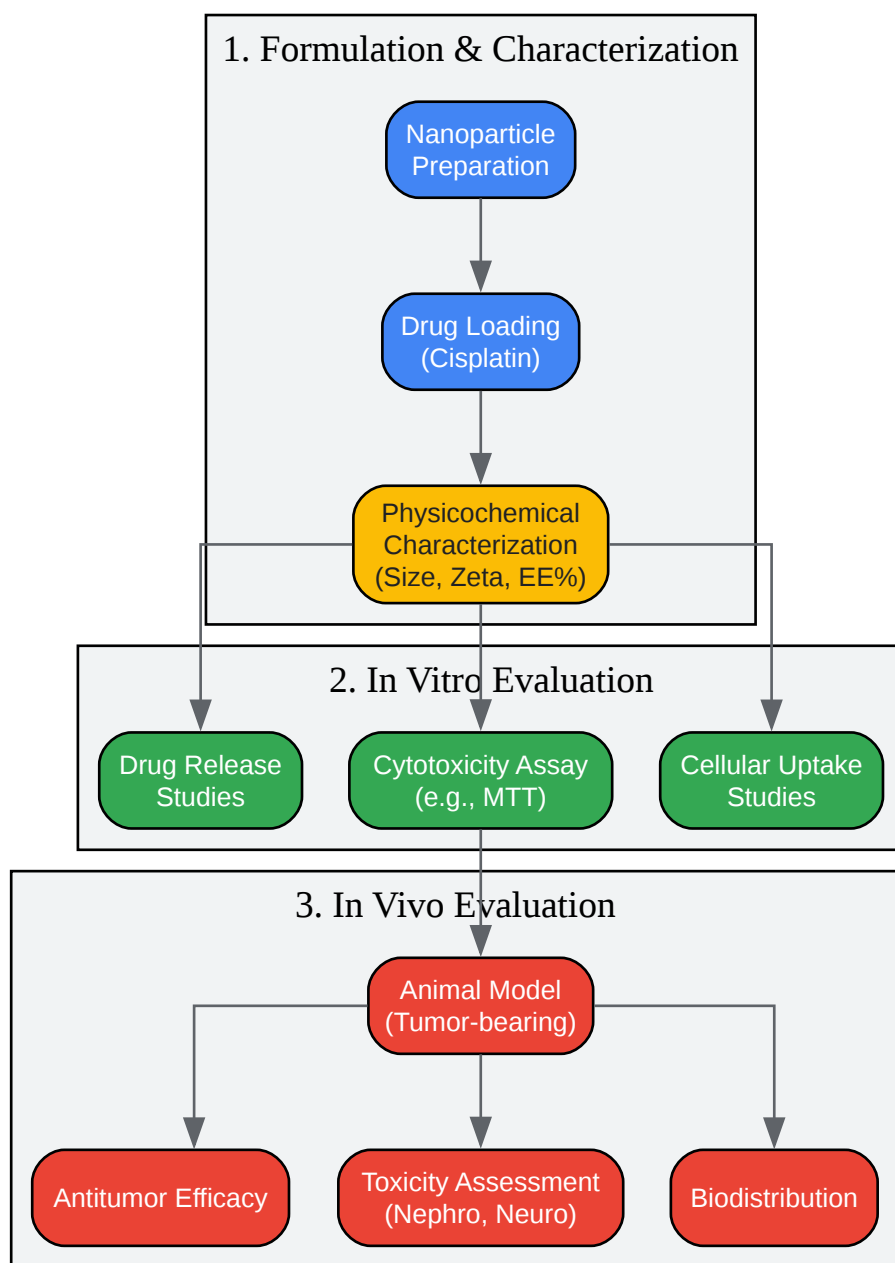 1. Formulation & Characterization
Nanoparticle
Preparation
Drug Loading
(Cisplatin)
Physicochemical
Characterization
(Size, Zeta, EE%)
2. In Vitro Evaluation
Drug Release
Studies
Cytotoxicity Assay
(e.g., MTT)
Cellular Uptake
Studies
3. In Vivo Evaluation
Animal Model
(Tumor-bearing)
Antitumor Efficacy
Toxicity Assessment
(Nephro, Neuro)
Biodistribution